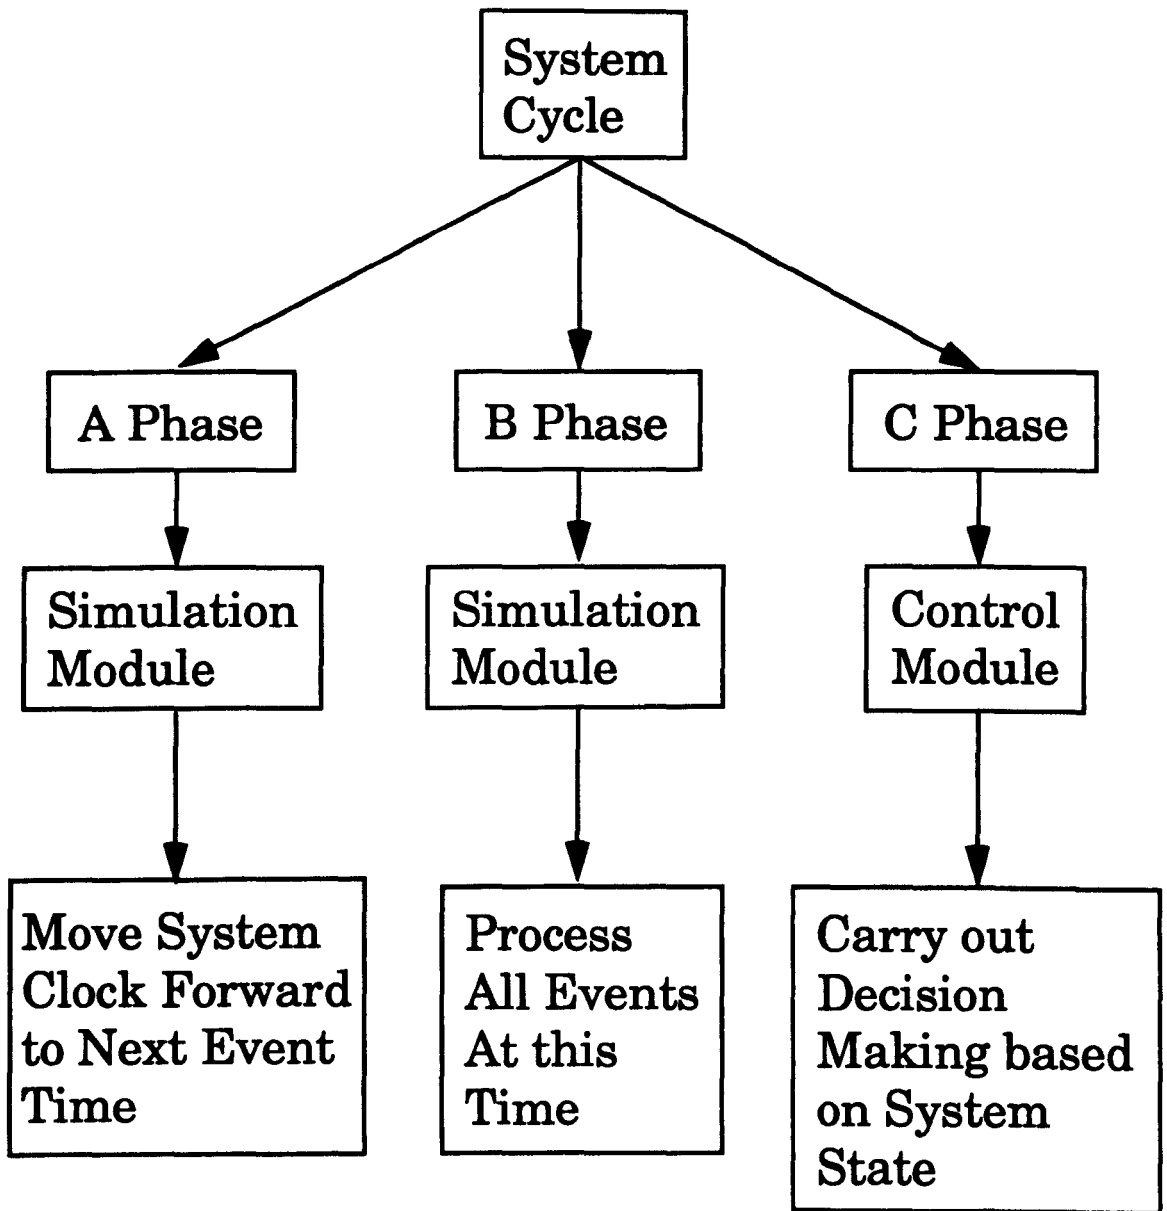 System
Cycle
A Phase
B Phase
C Phase
Simulation
Module
Simulation
Module
Control
Module
Move System
Clock Forward
to Next Event
Time
Process
All Events
At this
Time
Carry out
Decision
Making based
on System
State